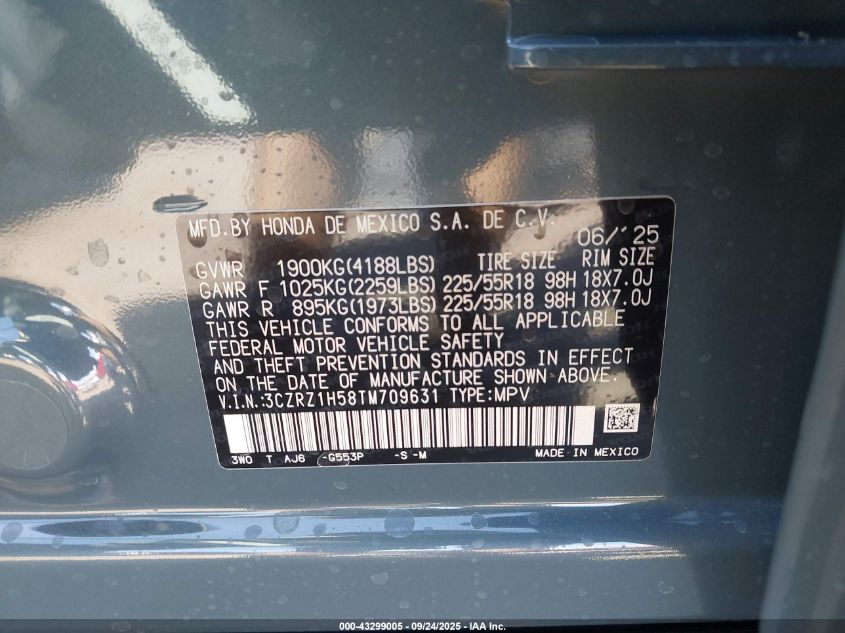 MFD. BY HONDA DE MEXICO S.A. DE C.V.
06/'25
GVWR 1900KG(4188LBS) TIRE SIZE RIM SIZE
GAWR F 1025KG(2259LBS) 225/55R18 98H 18X7.0J
GAWR R 895KG(1973LBS) 225/55R18 98H 18X7.0J
THIS VEHICLE CONFORMS TO ALL APPLICABLE
FEDERAL MOTOR VEHICLE SAFETY
AND THEFT PREVENTION STANDARDS IN EFFECT
ON THE DATE OF MANUFACTURE SHOWN ABOVE.
V.I.N.:3CZRZ1H58TM709631 TYPE:MPV
3W0 T AJ6 -G553P -S -M MADE IN MEXICO
000-43299005 - 09/24/2025 - IAA Inc.